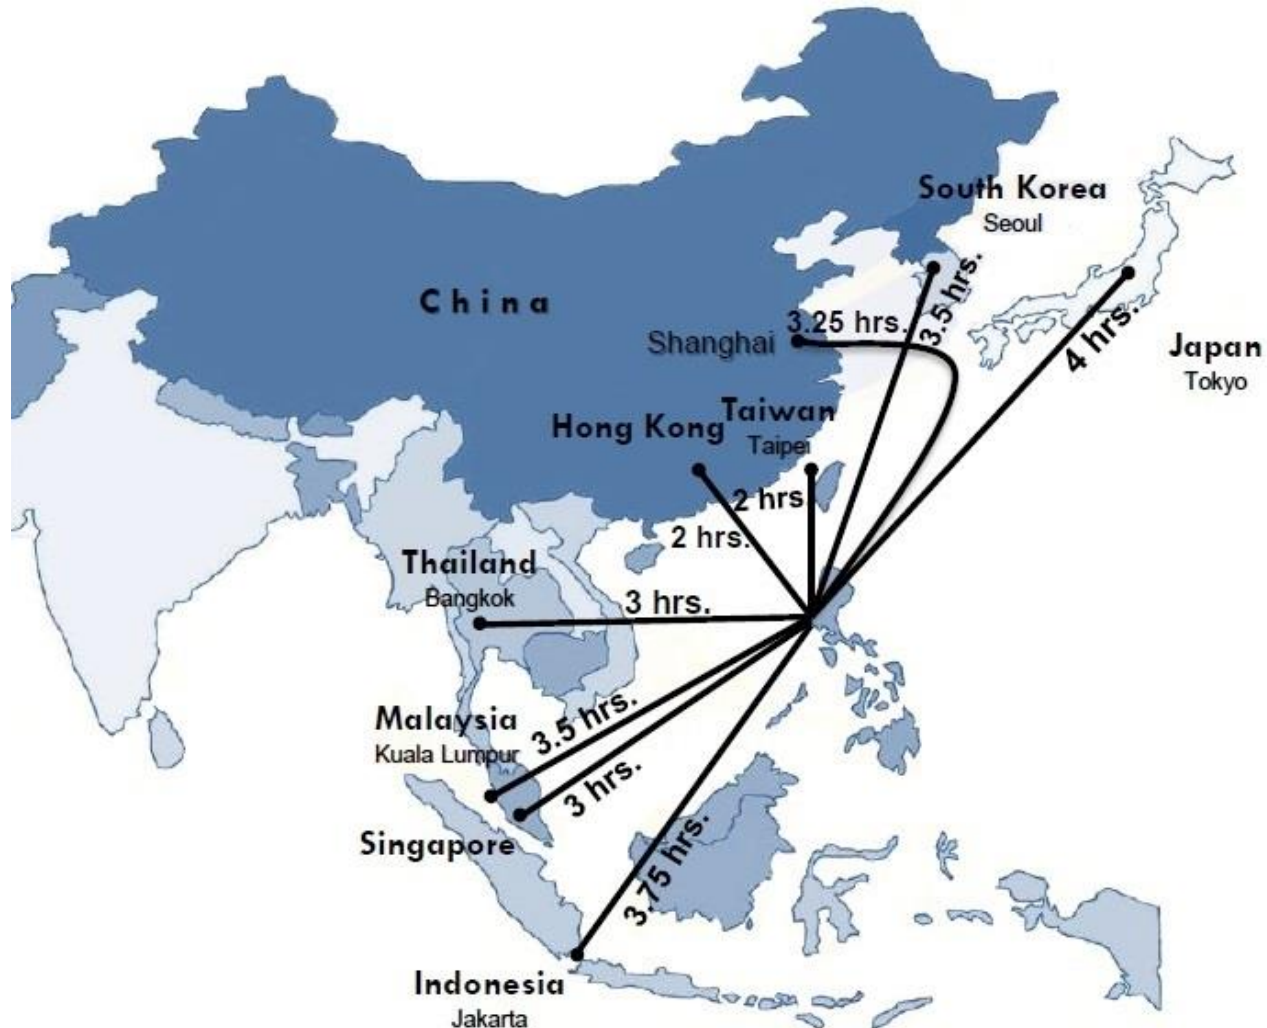 South Korea
Seoul
China
3.25 hrs.
3.5 hrs.
Shanghai
4 hrs.
Japan
Tokyo
Hong Kong
Taiwan
Taipei
2 hrs.
2 hrs.
Thailand
Bangkok
3 hrs.
Malaysia
Kuala Lumpur
3.5 hrs.
3 hrs.
Singapore
3.75 hrs.
Indonesia
Jakarta